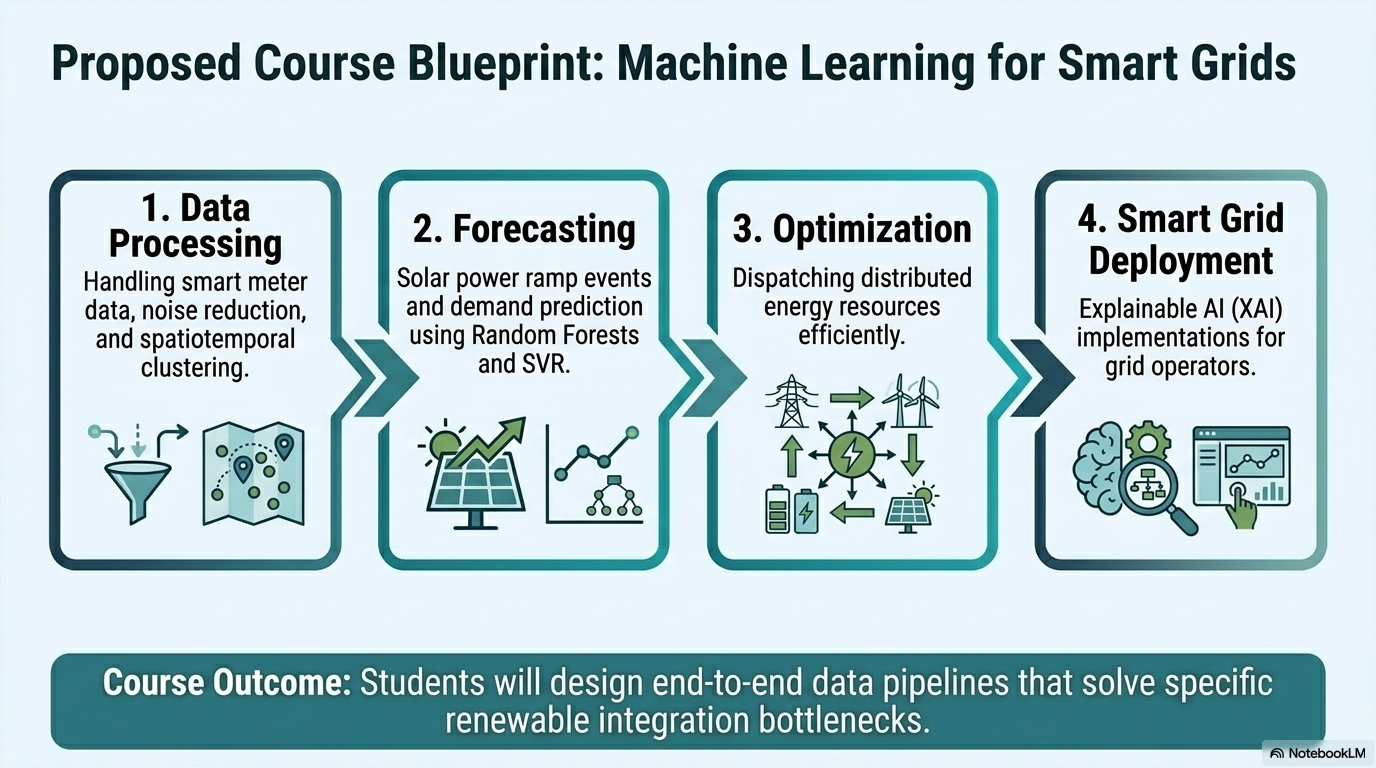 Proposed Course Blueprint: Machine Learning for Smart Grids
1. Data
Processing
Handling smart meter
data, noise reduction,
and spatiotemporal
clustering.
2. Forecasting
Solar power ramp events
and demand prediction
using Random Forests
and SVR.
3. Optimization
Dispatching distributed
energy resources
efficiently.
4. Smart Grid
Deployment
Explainable AI (XAI)
implementations for
grid operators.
Course Outcome: Students will design end-to-end data pipelines that solve specific
renewable integration bottlenecks.
NotebookLM